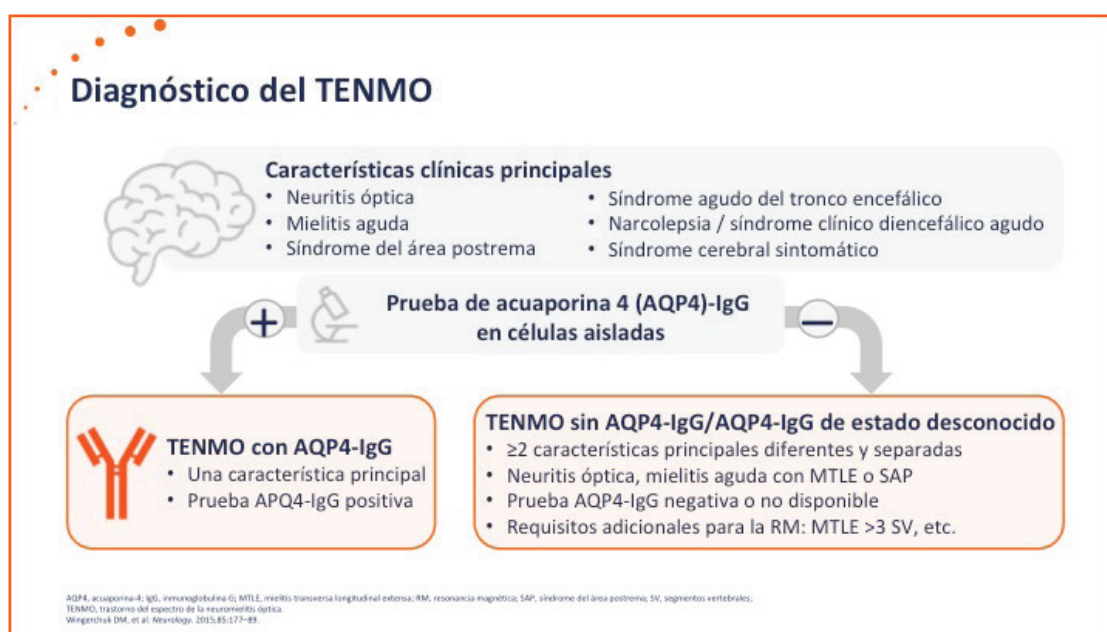 Diagnóstico del TENMO
Características clínicas principales
• Neuritis óptica
• Mielitis aguda
• Síndrome del área postrema
• Síndrome agudo del tronco encefálico
• Narcolepsia / síndrome clínico diencefálico agudo
• Síndrome cerebral sintomático
Prueba de acuaporina 4 (AQP4)-IgG
en células aisladas
+
−
TENMO con AQP4-IgG
• Una característica principal
• Prueba APQ4-IgG positiva
TENMO sin AQP4-IgG/AQP4-IgG de estado desconocido
• ≥2 características principales diferentes y separadas
• Neuritis óptica, mielitis aguda con MTLE o SAP
• Prueba AQP4-IgG negativa o no disponible
• Requisitos adicionales para la RM: MTLE >3 SV, etc.
AQP4, acuaporina-4; IgG, inmunoglobulina G; MTLE, mielitis transversa longitudinal extensa; RM, resonancia magnética; SAP, síndrome del área postrema; SV, segmentos vertebrales;
TENMO, trastorno del espectro de la neuromielitis óptica.
Wingerchuk DM, et al. Neurology. 2015;85:177–89.